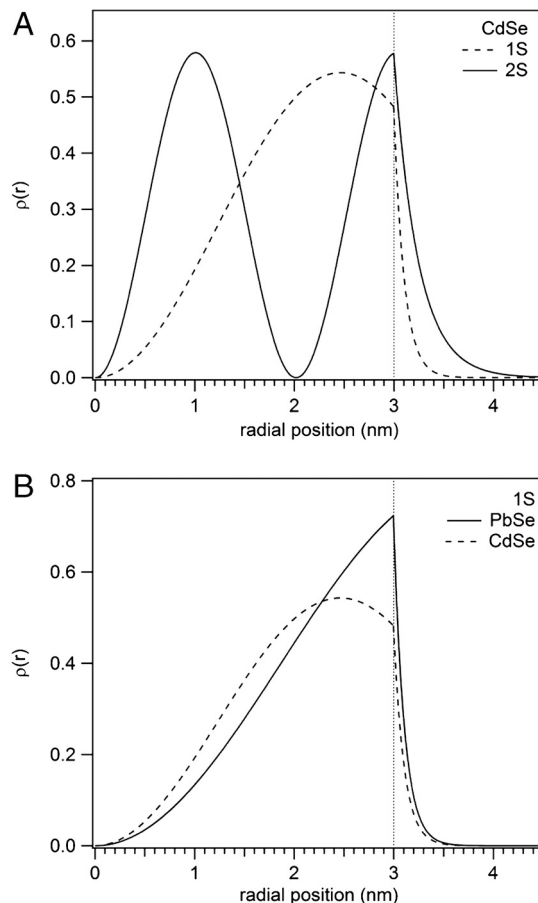 A
CdSe
1S
2S
0.6
0.5
0.4
0.3
0.2
0.1
0.0
ρ(r)
0
1
2
3
4
radial position (nm)
B
1S
PbSe
CdSe
0.8
0.6
0.4
0.2
0.0
ρ(r)
0
1
2
3
4
radial position (nm)